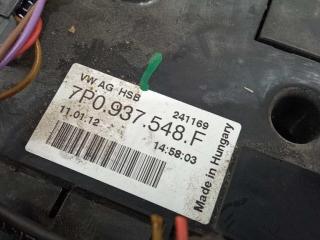 VW AG HSB 241169
7P0.937.548.F
11.01.12 14:58:03
Made in Hungary